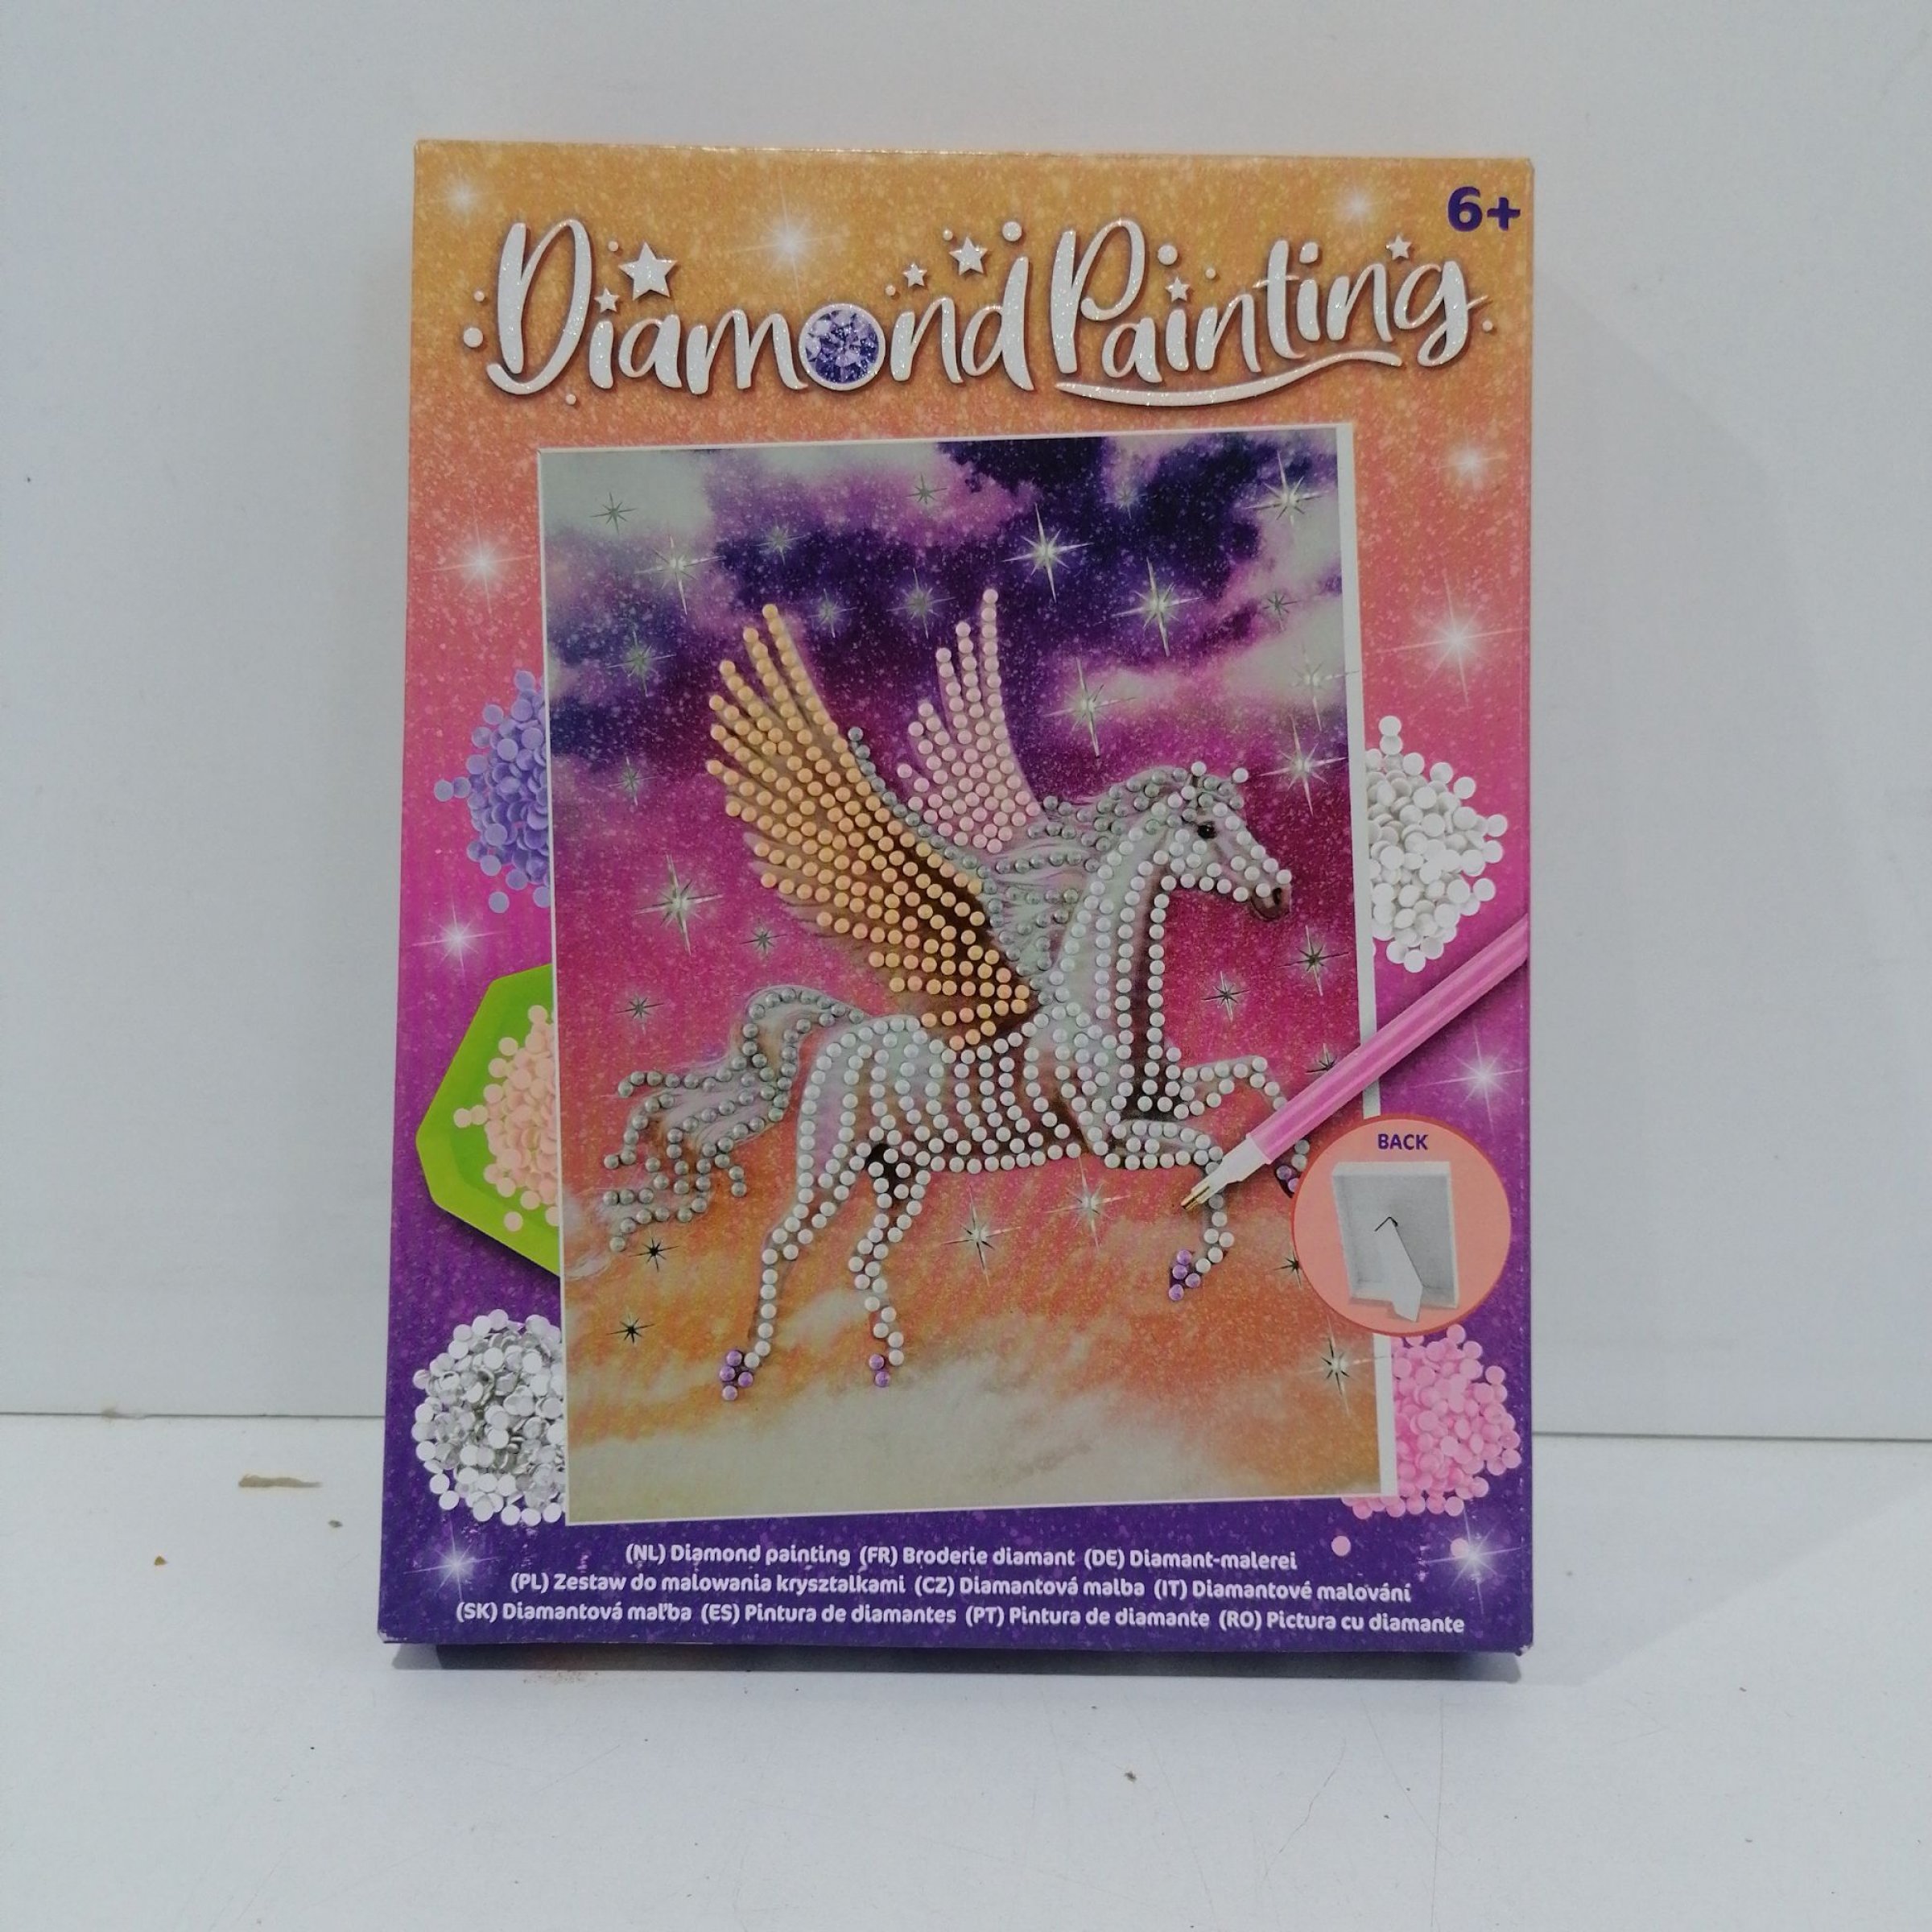 6+
Diamond Painting
BACK
(NL) Diamond painting (FR) Broderie diamant (DE) Diamant-malerei
(PL) Zestaw do malowania kryształkami (CZ) Diamantová malba (IT) Diamantové malování
(SK) Diamantová maľba (ES) Pintura de diamantes (PT) Pintura de diamante (RO) Pictura cu diamante